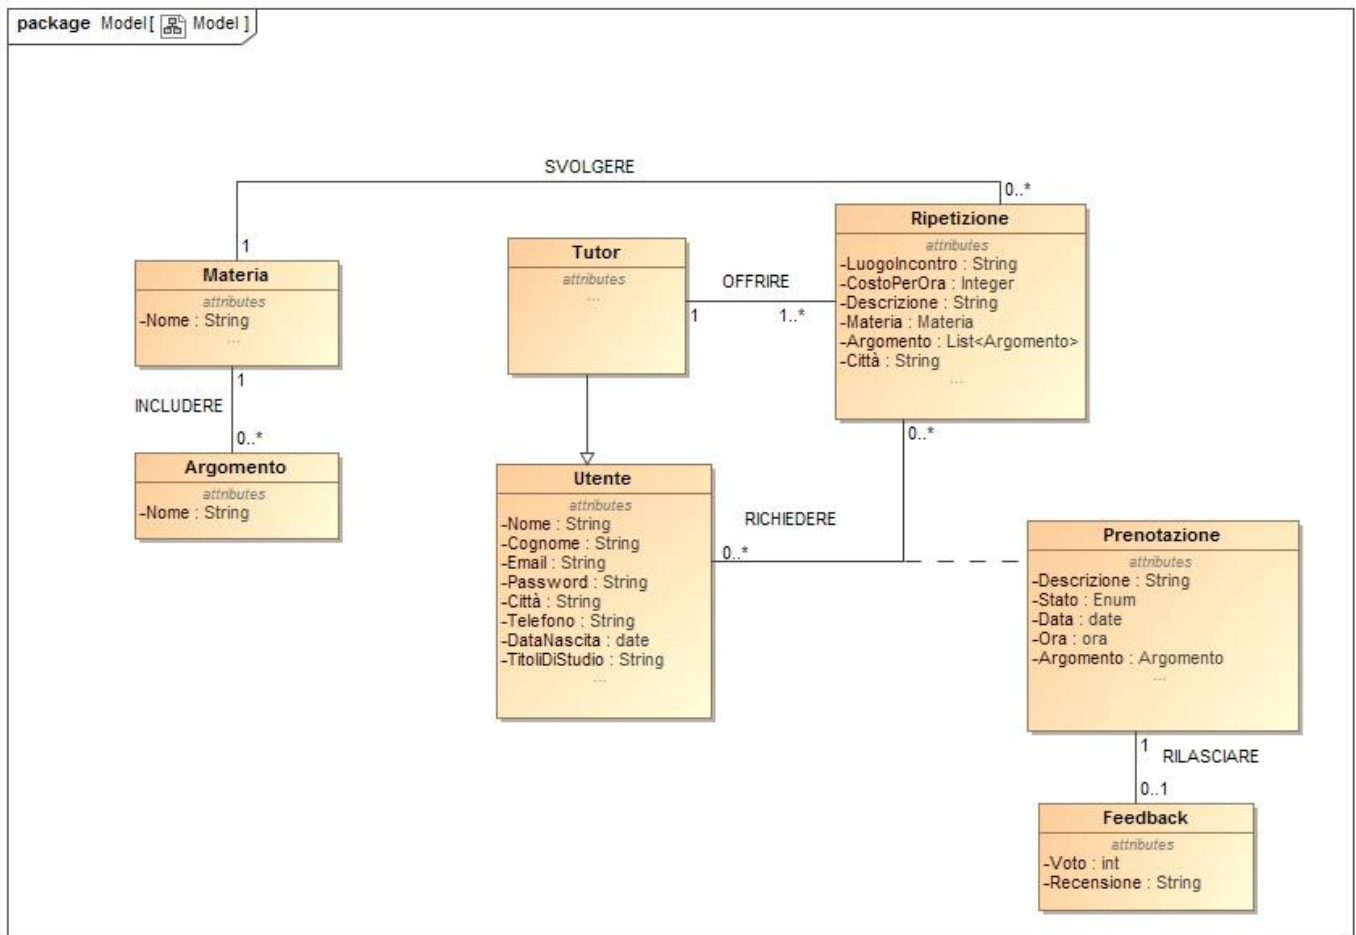 package Model[ Model ]
SVOLGERE
0..*
1
Materia
attributes
-Nome : String
...
1
INCLUDERE
0..*
Argomento
attributes
-Nome : String
Tutor
attributes
...
OFFRIRE
1
1..*
Ripetizione
attributes
-LuogoIncontro : String
-CostoPerOra : Integer
-Descrizione : String
-Materia : Materia
-Argomento : List<Argomento>
-Città : String
...
0..*
Utente
attributes
-Nome : String
-Cognome : String
-Email : String
-Password : String
-Città : String
-Telefono : String
-DataNascita : date
-TitoliDiStudio : String
...
RICHIEDERE
0..*
Prenotazione
attributes
-Descrizione : String
-Stato : Enum
-Data : date
-Ora : ora
-Argomento : Argomento
...
1
RILASCIARE
0..1
Feedback
attributes
-Voto : int
-Recensione : String